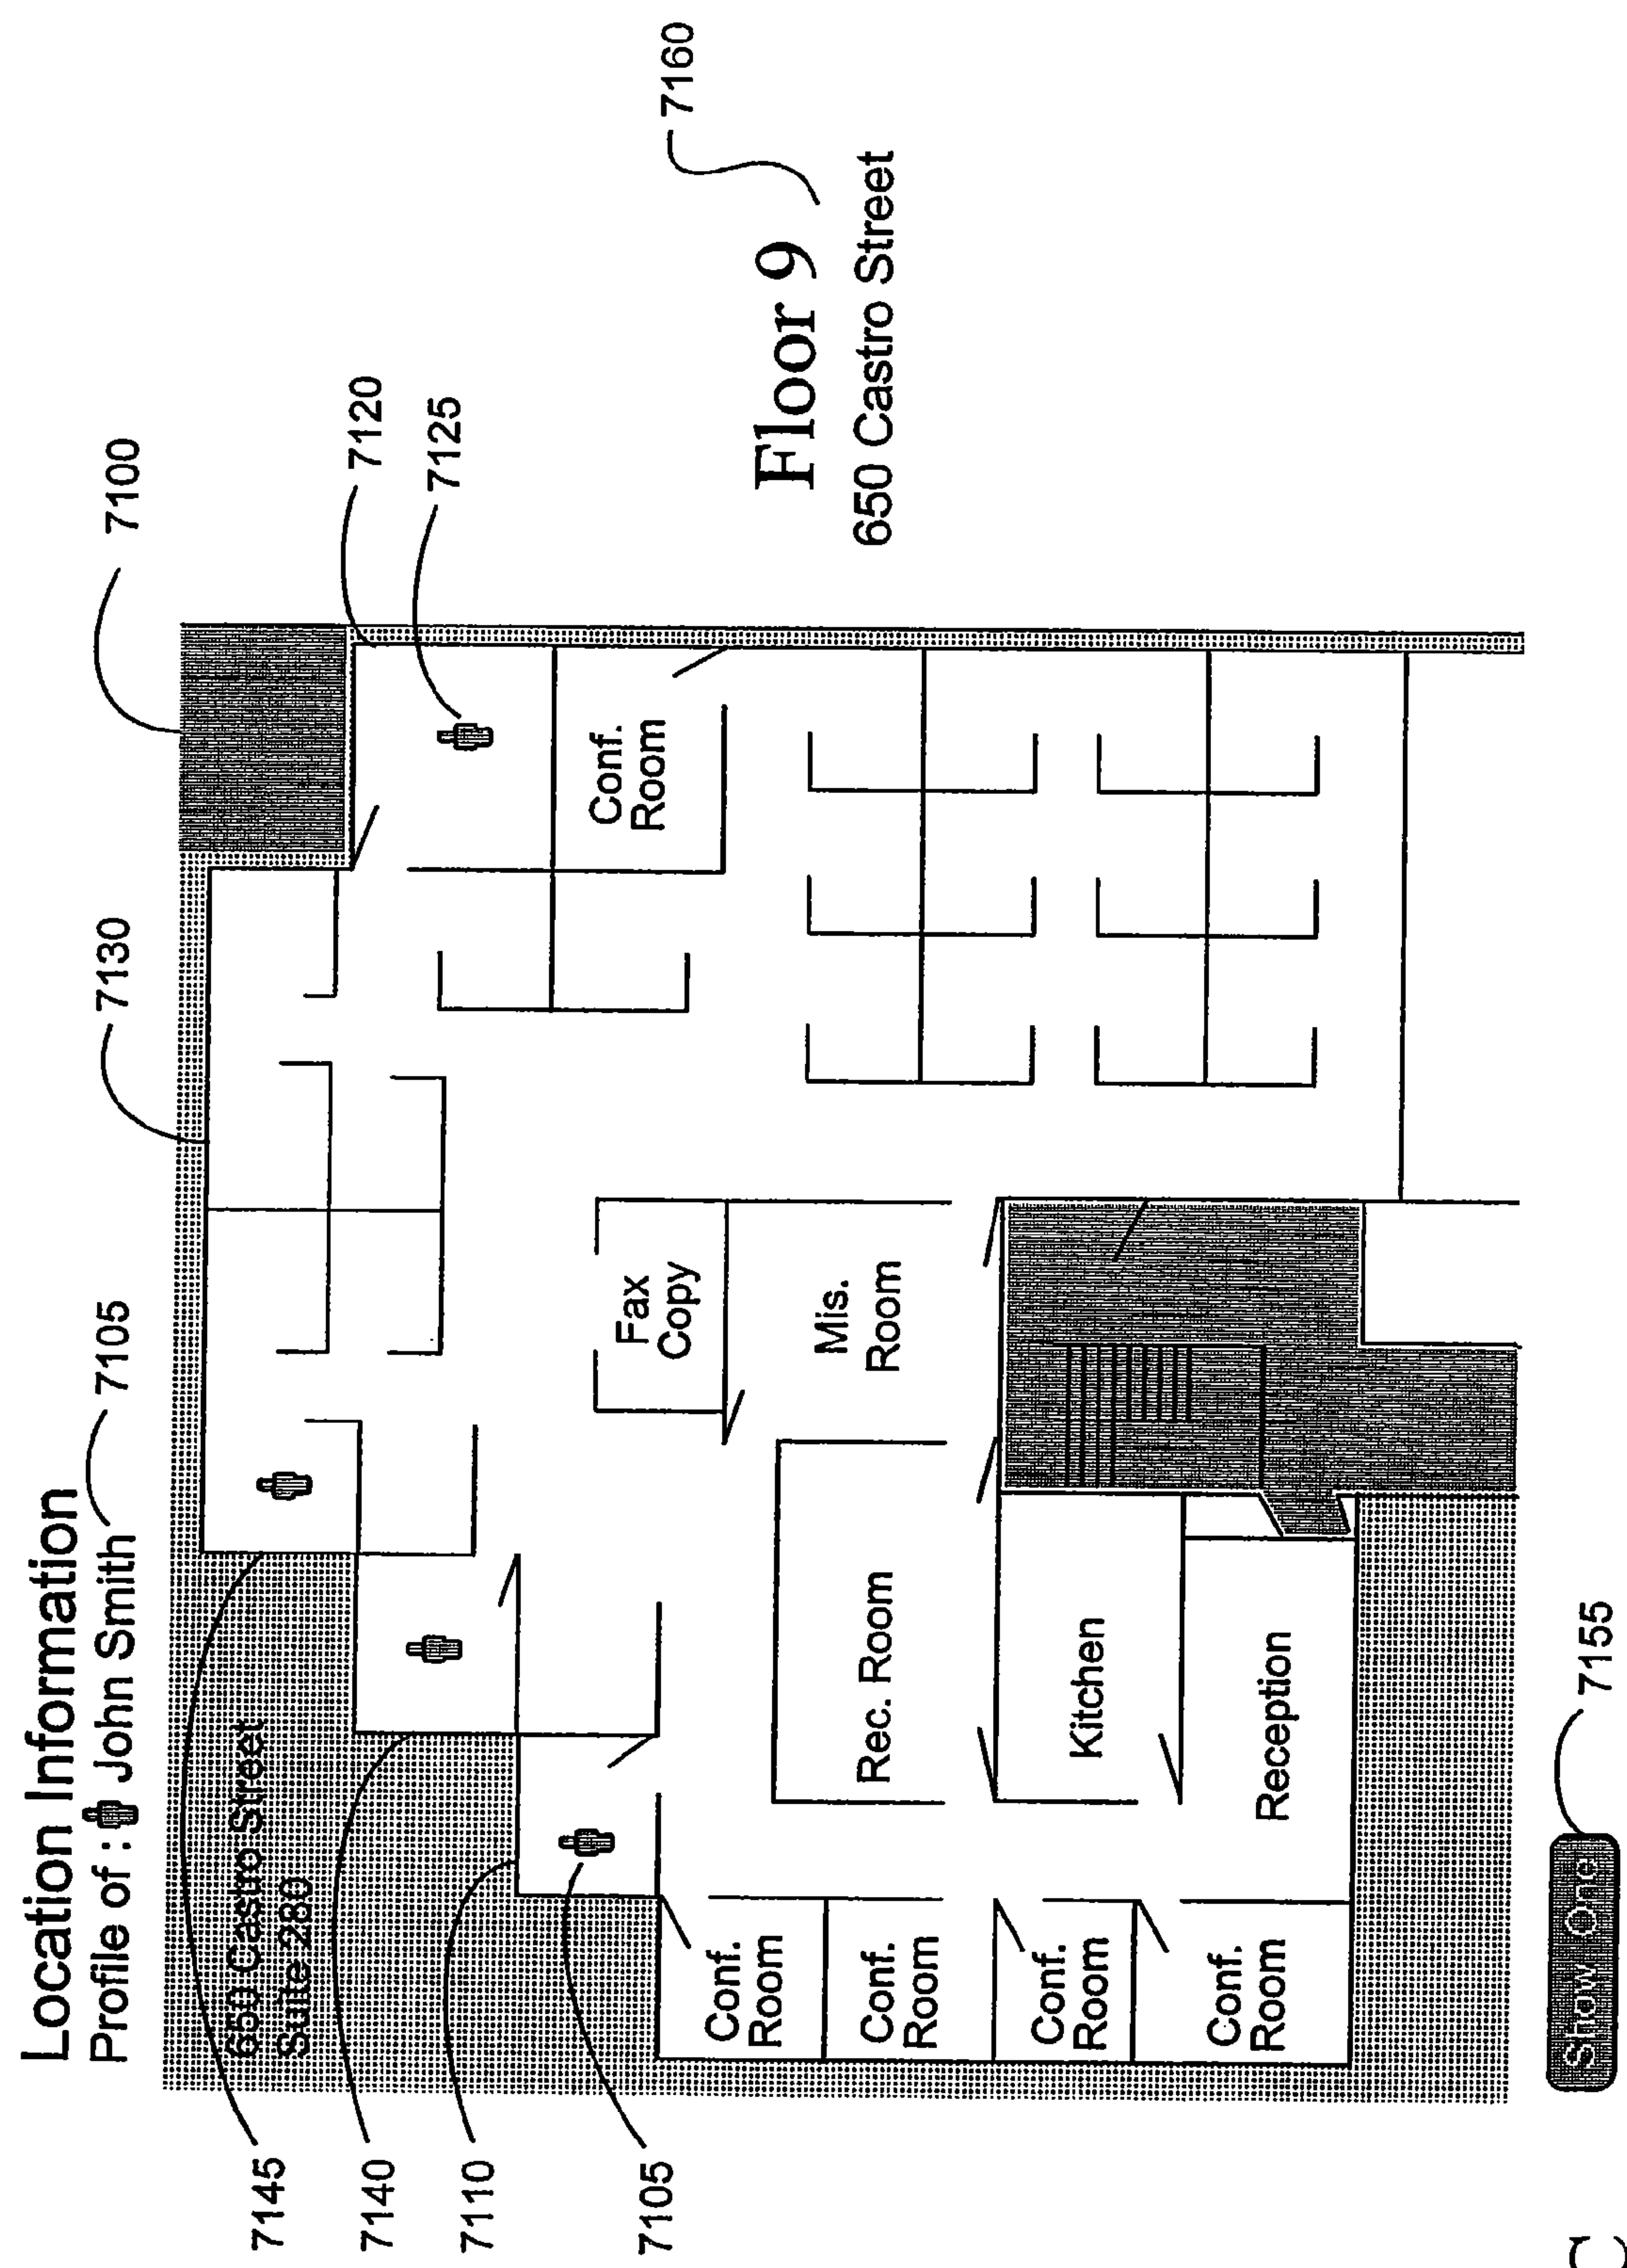 Location Information
Profile of : John Smith
7105
650 Castro Street
Suite 280
7130
7100
7120
7125
7145
7140
7110
7105
Conf.
Room
Fax
Copy
Mis.
Room
Rec. Room
Kitchen
Reception
Conf.
Room
Conf.
Room
Conf.
Room
Conf.
Room
Floor 9
650 Castro Street
7160
Show One
7155
C